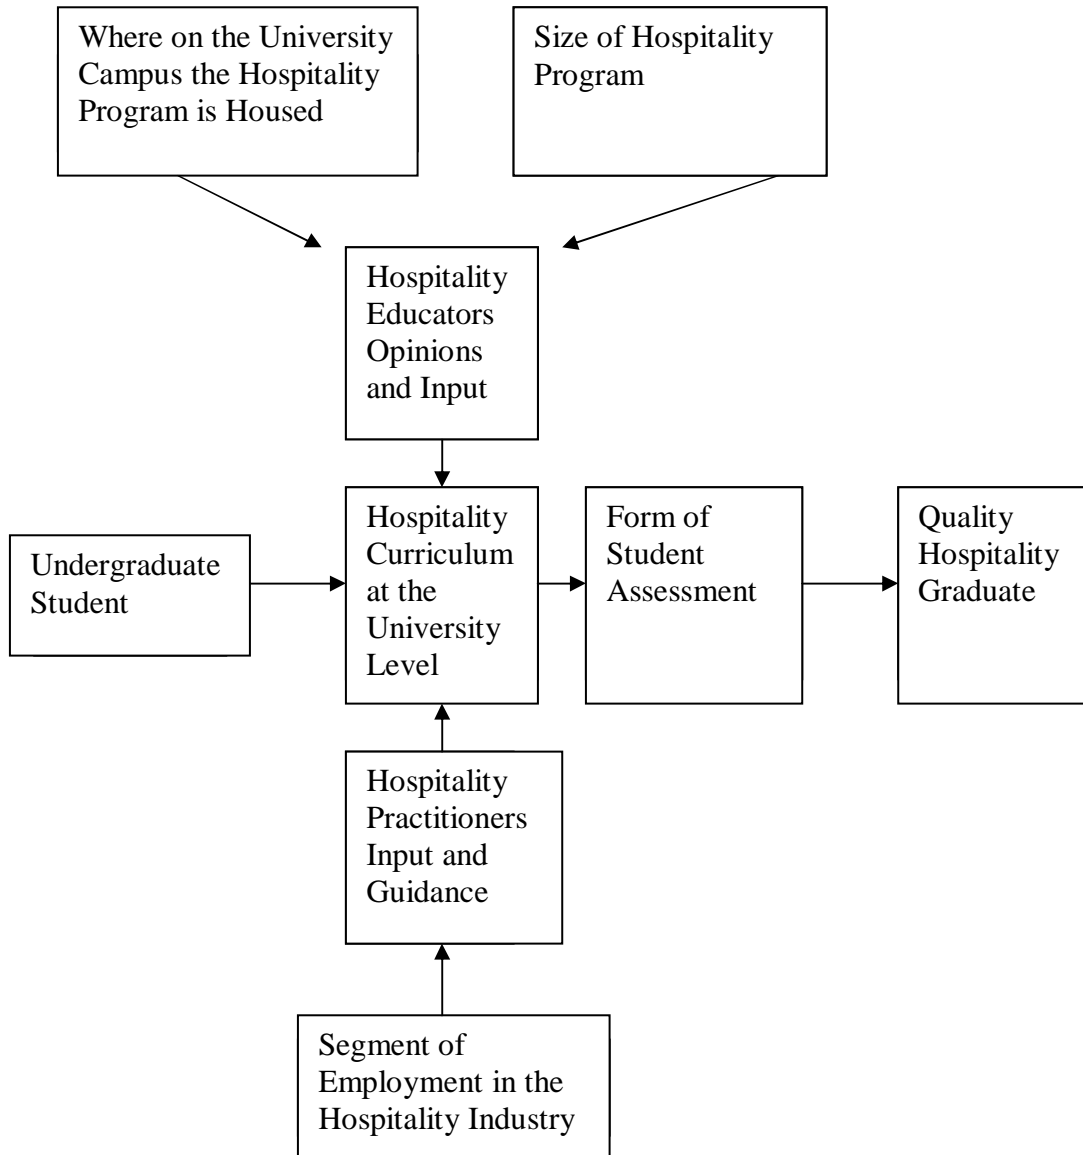 Where on the University
Campus the Hospitality
Program is Housed
Size of Hospitality
Program
Hospitality
Educators
Opinions
and Input
Undergraduate
Student
Hospitality
Curriculum
at the
University
Level
Form of
Student
Assessment
Quality
Hospitality
Graduate
Hospitality
Practitioners
Input and
Guidance
Segment of
Employment in the
Hospitality Industry